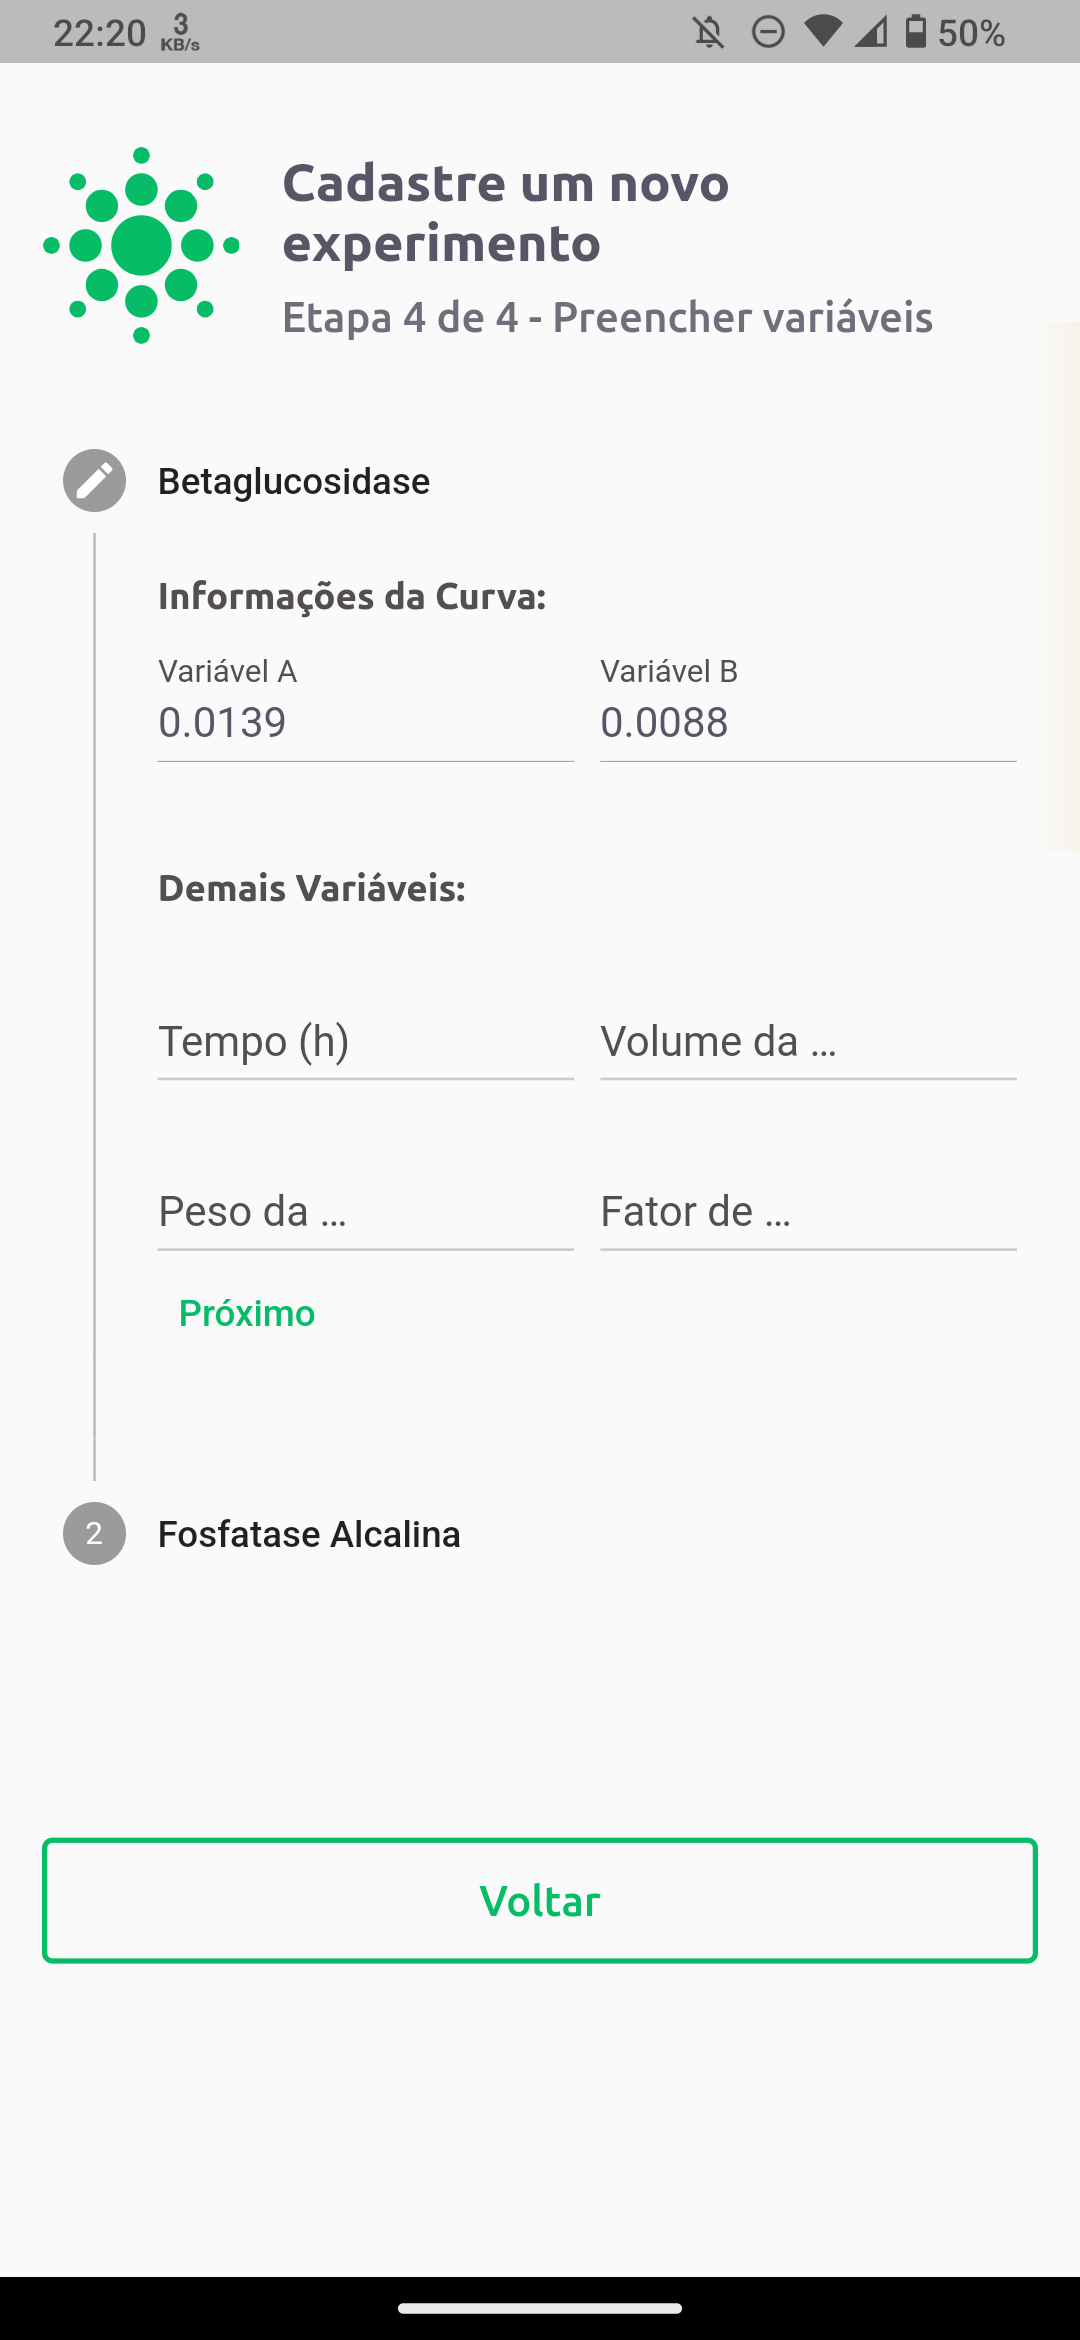 22:20 3 KB/s 50%
Cadastre um novo
experimento
Etapa 4 de 4 - Preencher variáveis
Betaglucosidase
Informações da Curva:
Variável A Variável B
0.0139 0.0088
Demais Variáveis:
Tempo (h) Volume da ...
Peso da ... Fator de ...
Próximo
2 Fosfatase Alcalina
Voltar